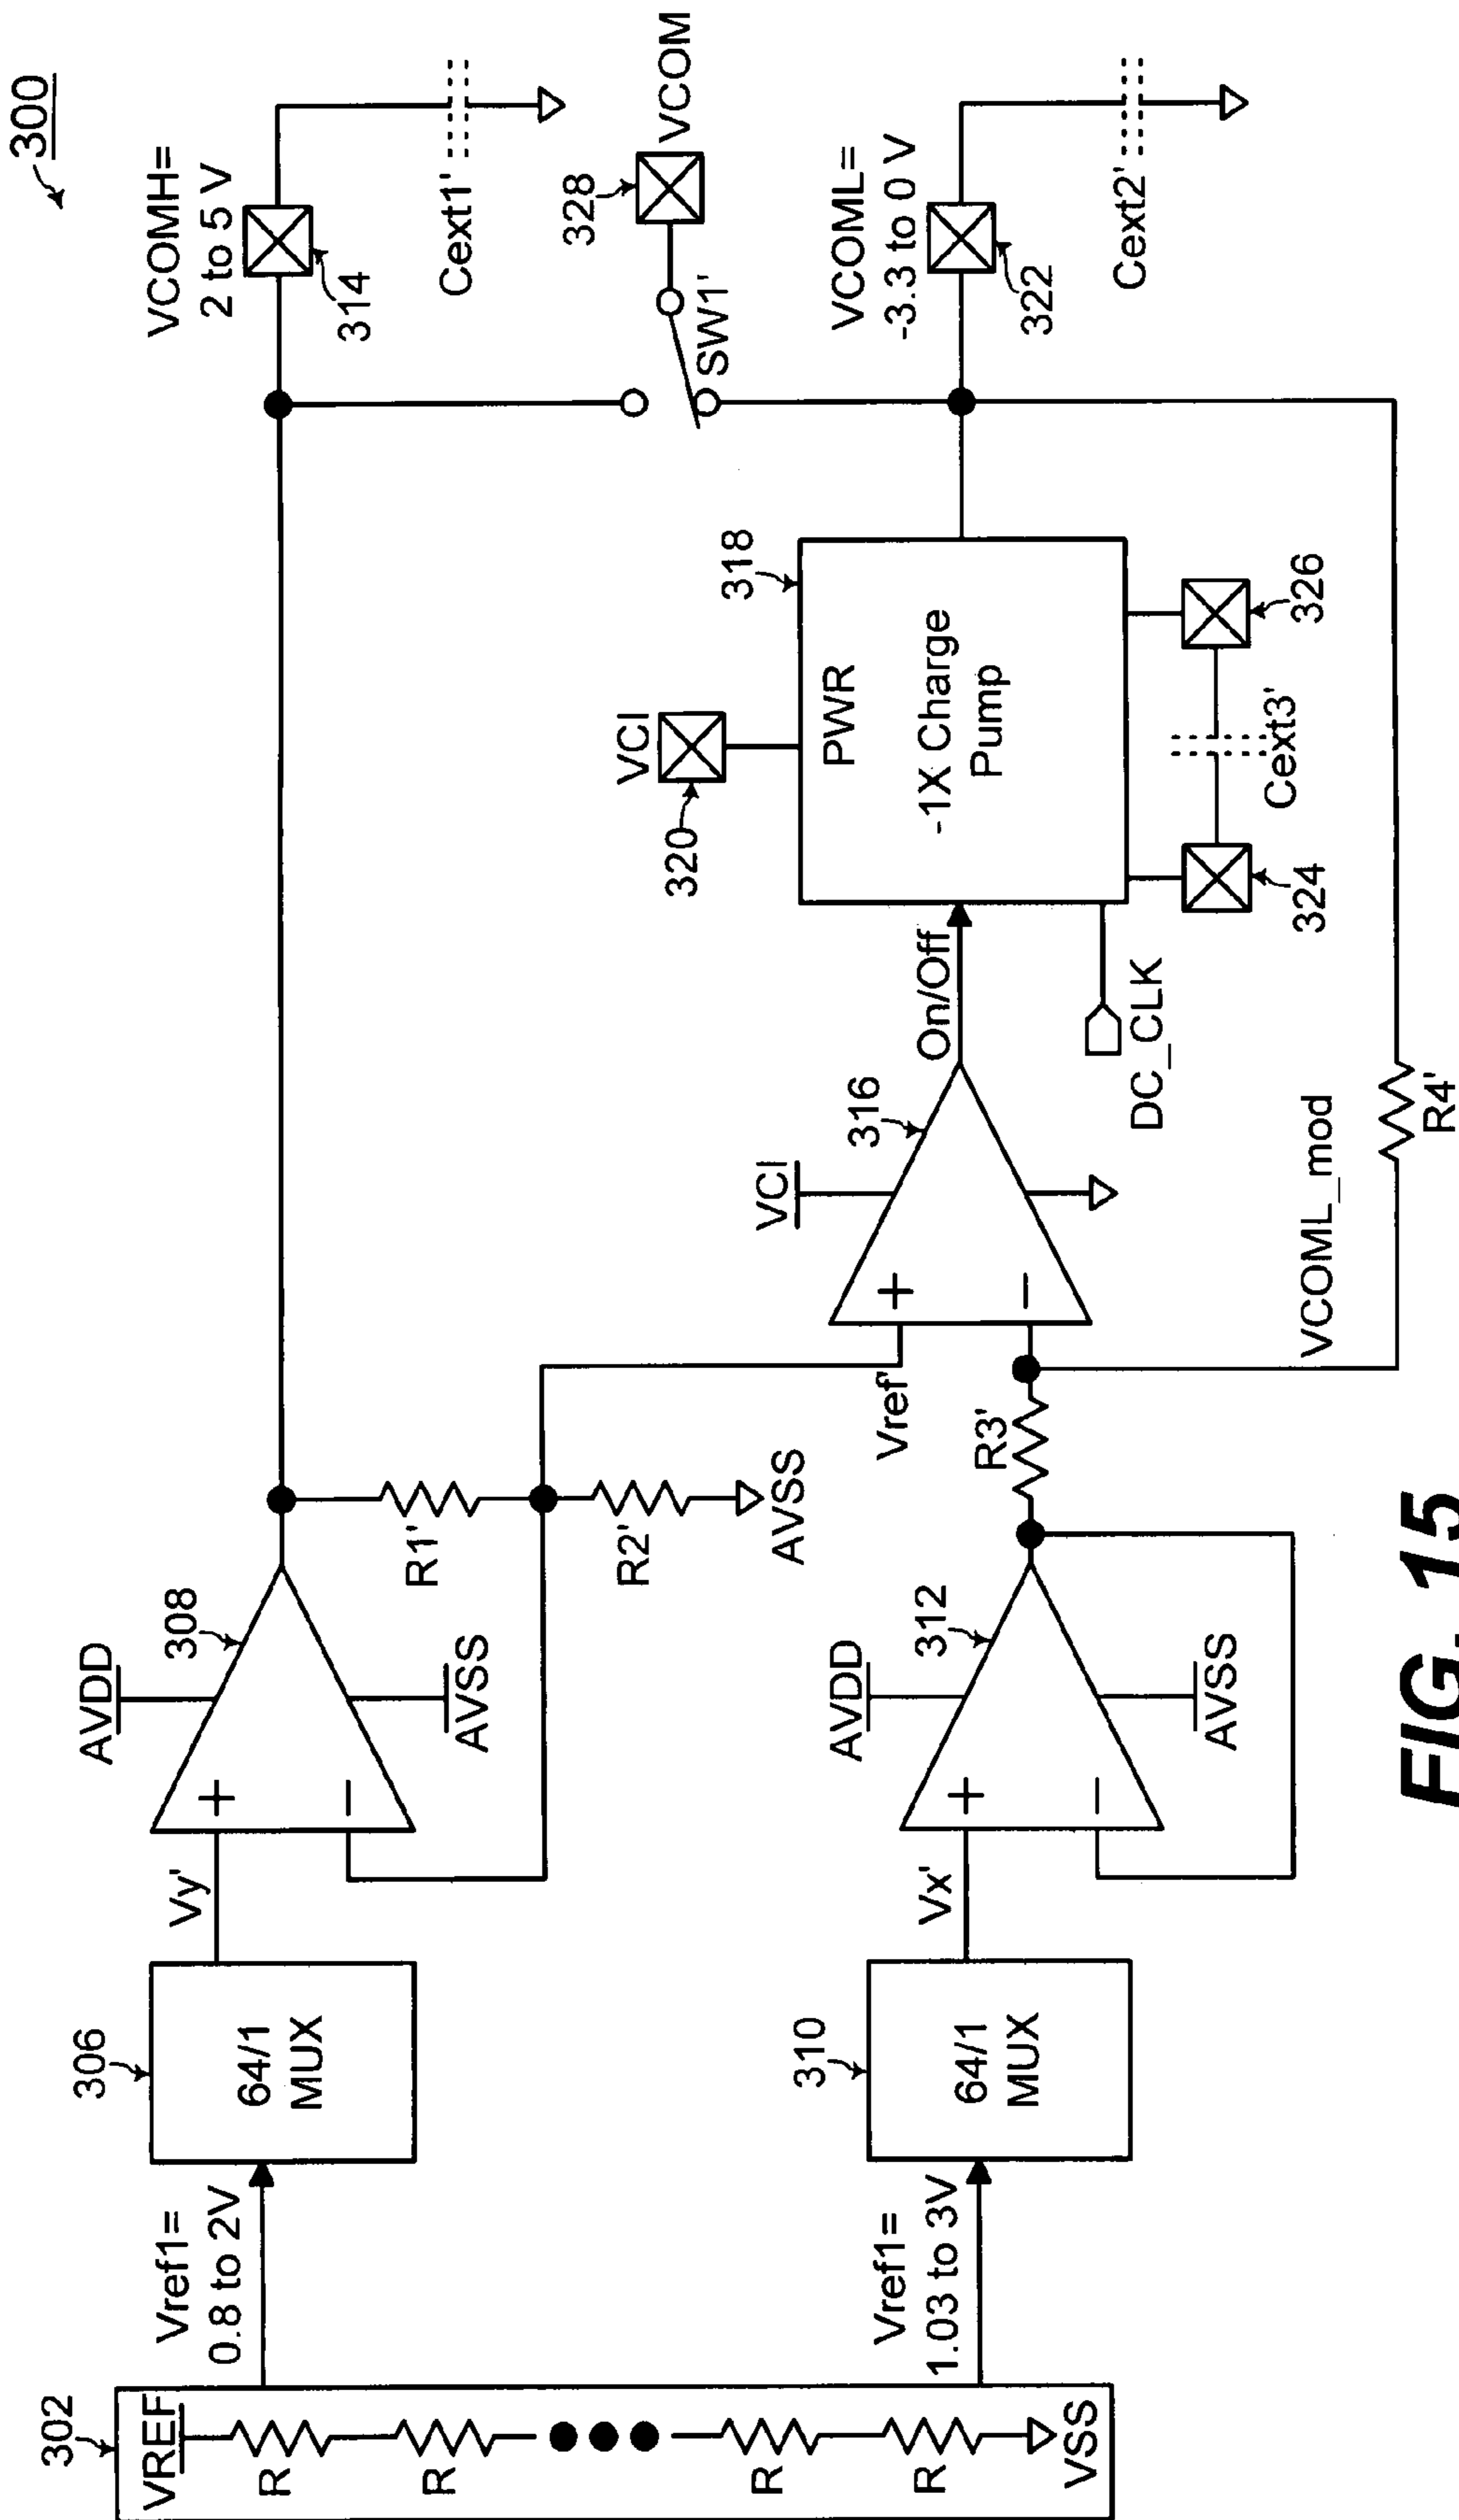 300
302
VREF
R
R
R
R
VSS
Vref1=
0.8 to 2V
Vref1=
1.03 to 3V
306
64/1
MUX
310
64/1
MUX
Vy'
Vx'
AVDD
308
+
−
AVSS
AVDD
312
+
−
AVSS
R1'
R2'
AVSS
R3'
Vref'
VCI
316
+
−
On/Off
DC_CLK
VCOML_mod
R4'
VCI
320
318
PWR
-1X Charge
Pump
324
Cext3'
326
VCOMH=
2 to 5 V
314
Cext1'
328
VCOM
SW1'
VCOML=
-3.3 to 0 V
322
Cext2'
FIG. 15